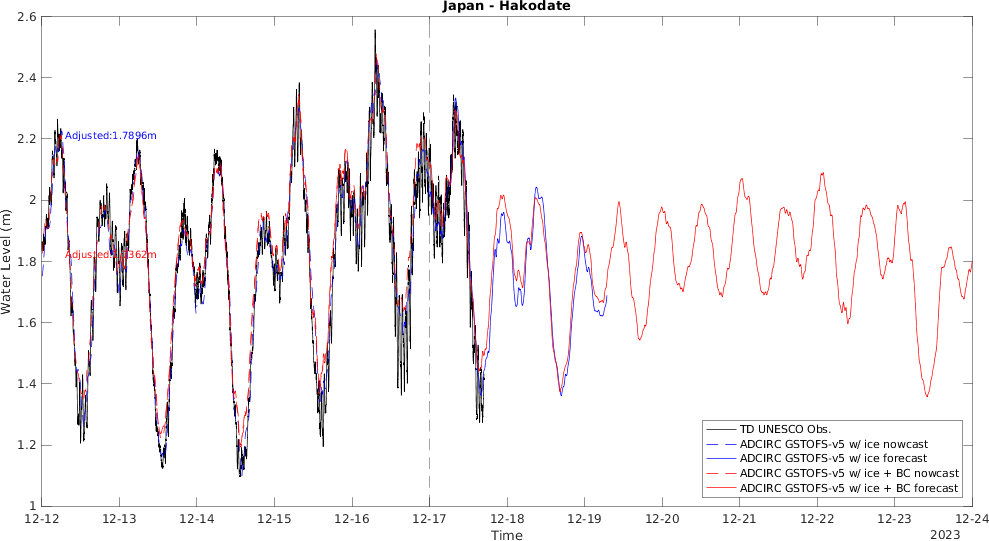 Japan - Hakodate
Water Level (m)
2.6
2.4
2.2
2
1.8
1.6
1.4
1.2
1
Adjusted:1.7896m
TD UNESCO Obs.
ADCIRC GSTOFS-v5 w/ ice nowcast
ADCIRC GSTOFS-v5 w/ ice forecast
ADCIRC GSTOFS-v5 w/ ice + BC nowcast
ADCIRC GSTOFS-v5 w/ ice + BC forecast
12-12 12-13 12-14 12-15 12-16 12-17 12-18 12-19 12-20 12-21 12-22 12-23 12-24
Time
2023